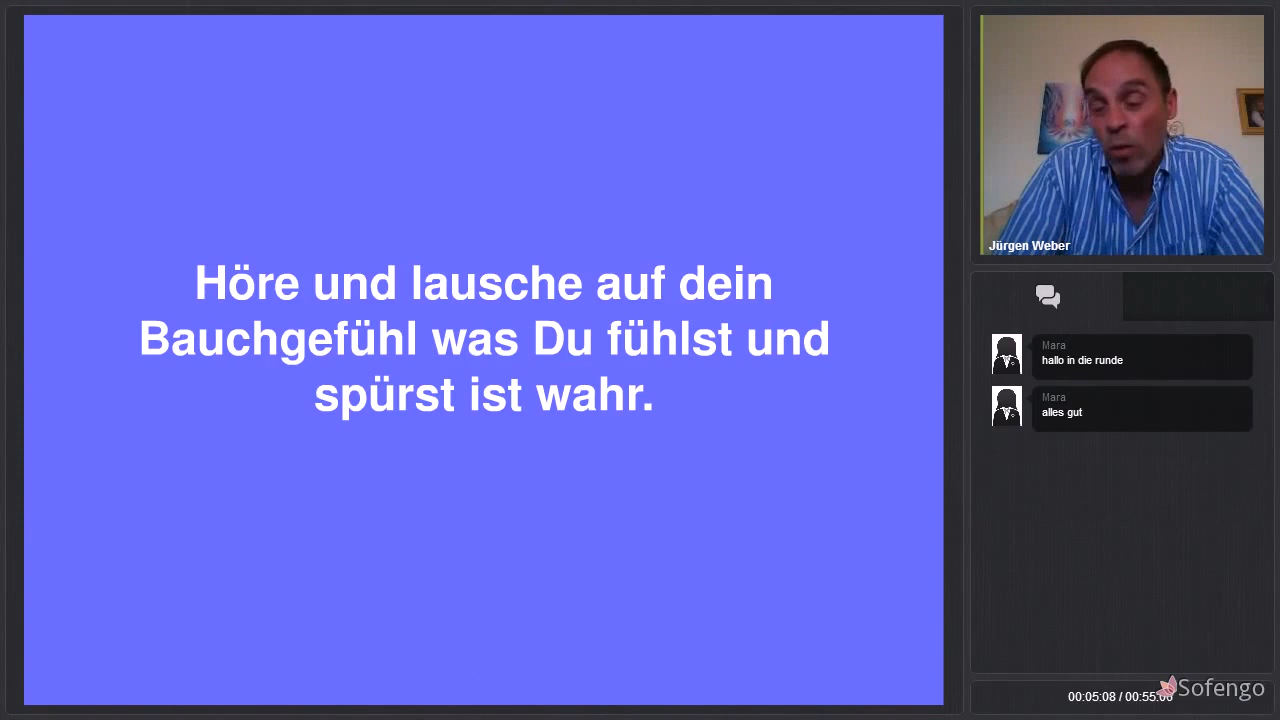 Höre und lausche auf dein
Bauchgefühl was Du fühlst und
spürst ist wahr.
Jürgen Weber
Mara
hallo in die runde
Mara
alles gut
00:05:08 / 00:55:06
Sofengo